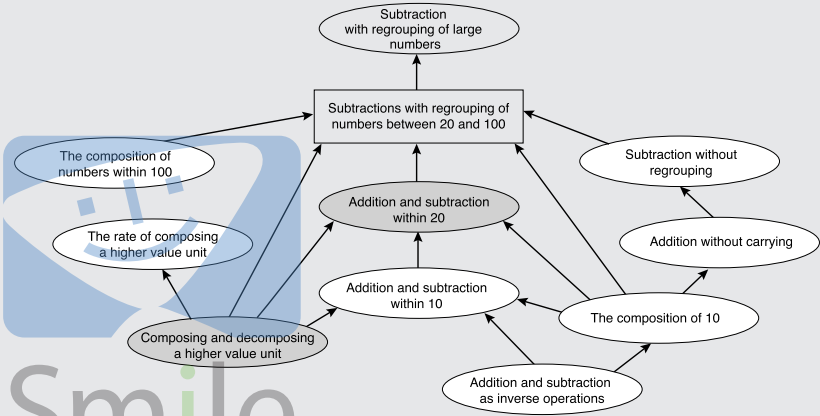 Subtraction
with regrouping of large
numbers
Subtractions with regrouping of
numbers between 20 and 100
The composition of
numbers within 100
Subtraction without
regrouping
Addition and subtraction
within 20
The rate of composing
a higher value unit
Addition without carrying
Addition and subtraction
within 10
The composition of 10
Composing and decomposing
a higher value unit
Addition and subtraction
as inverse operations
Smile